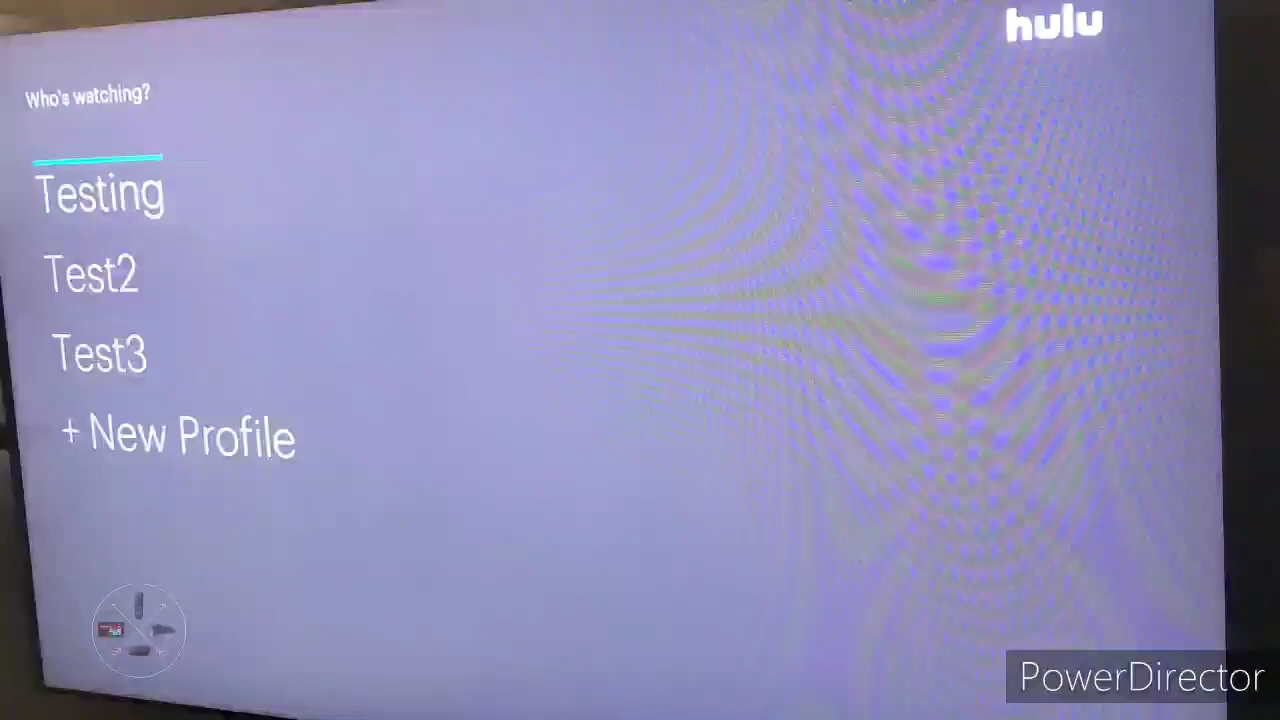 hulu
Who's watching?
Testing
Test2
Test3
+ New Profile
PowerDirector